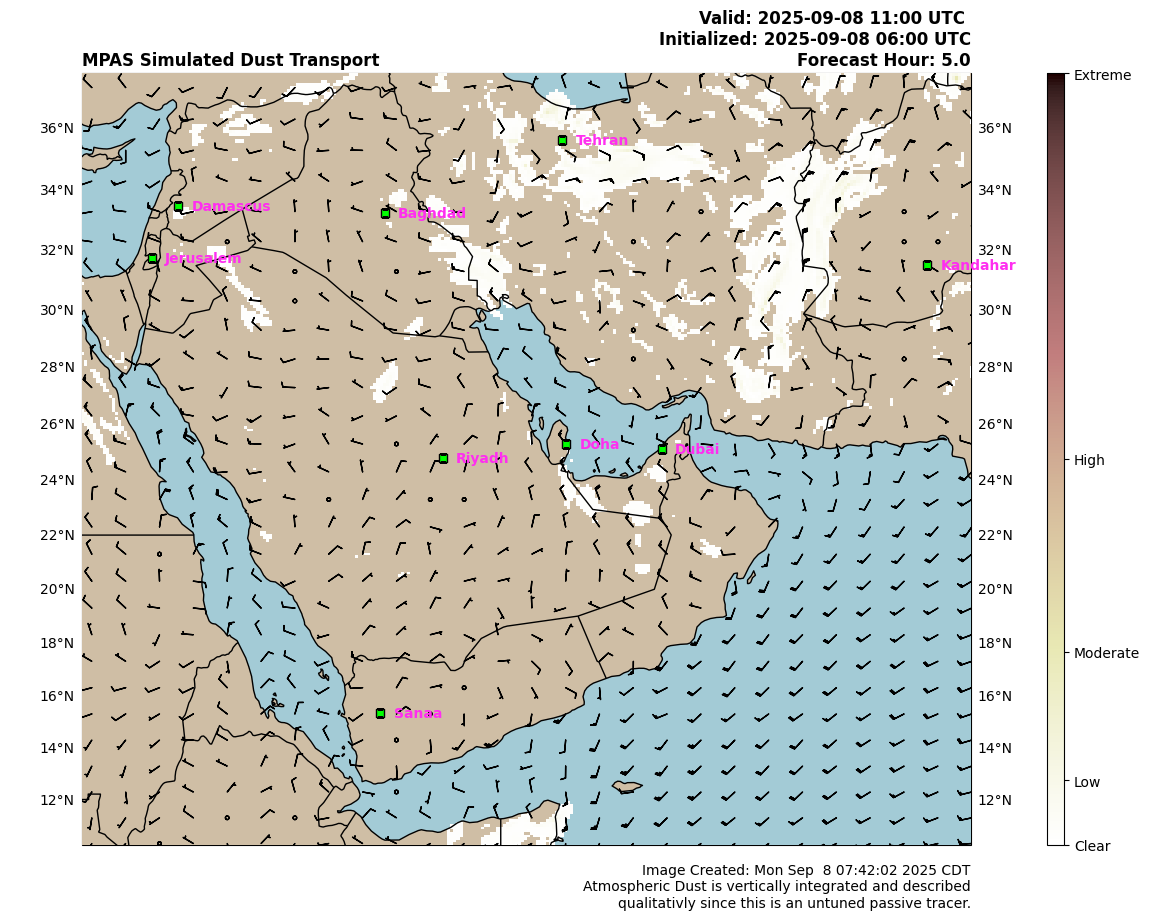 Valid: 2025-09-08 11:00 UTC
Initialized: 2025-09-08 06:00 UTC
MPAS Simulated Dust Transport
Forecast Hour: 5.0
Extreme
36°N
Tehran
36°N
34°N
34°N
Damascus
Baghdad
32°N
32°N
Jerusalem
Kandahar
30°N
30°N
28°N
28°N
26°N
26°N
Doha
Dubai
Riyadh
High
24°N
24°N
22°N
22°N
20°N
20°N
18°N
18°N
Moderate
16°N
16°N
Sanaa
14°N
14°N
Low
12°N
12°N
Clear
Image Created: Mon Sep  8 07:42:02 2025 CDT
Atmospheric Dust is vertically integrated and described
qualitativly since this is an untuned passive tracer.